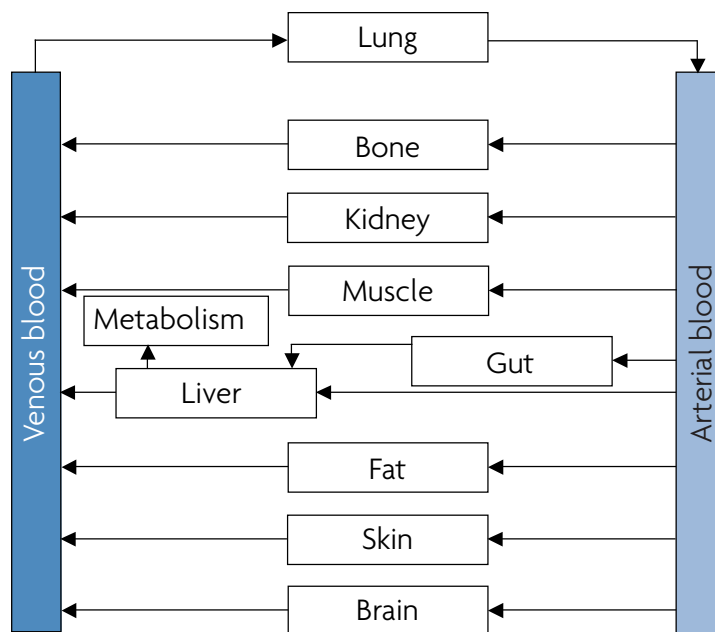 Lung
Bone
Kidney
Muscle
Metabolism
Gut
Liver
Fat
Skin
Brain
Venous blood
Arterial blood